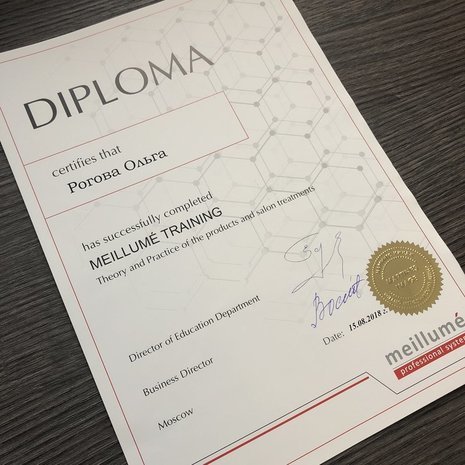 DIPLOMA
certifies that
Рогова Ольга
has successfully completed
MEILLUMÉ TRAINING
Theory and Practice of the products and salon treatments
Director of Education Department
Business Director
Date: 15.08.2018
Moscow
meillumé
professional system